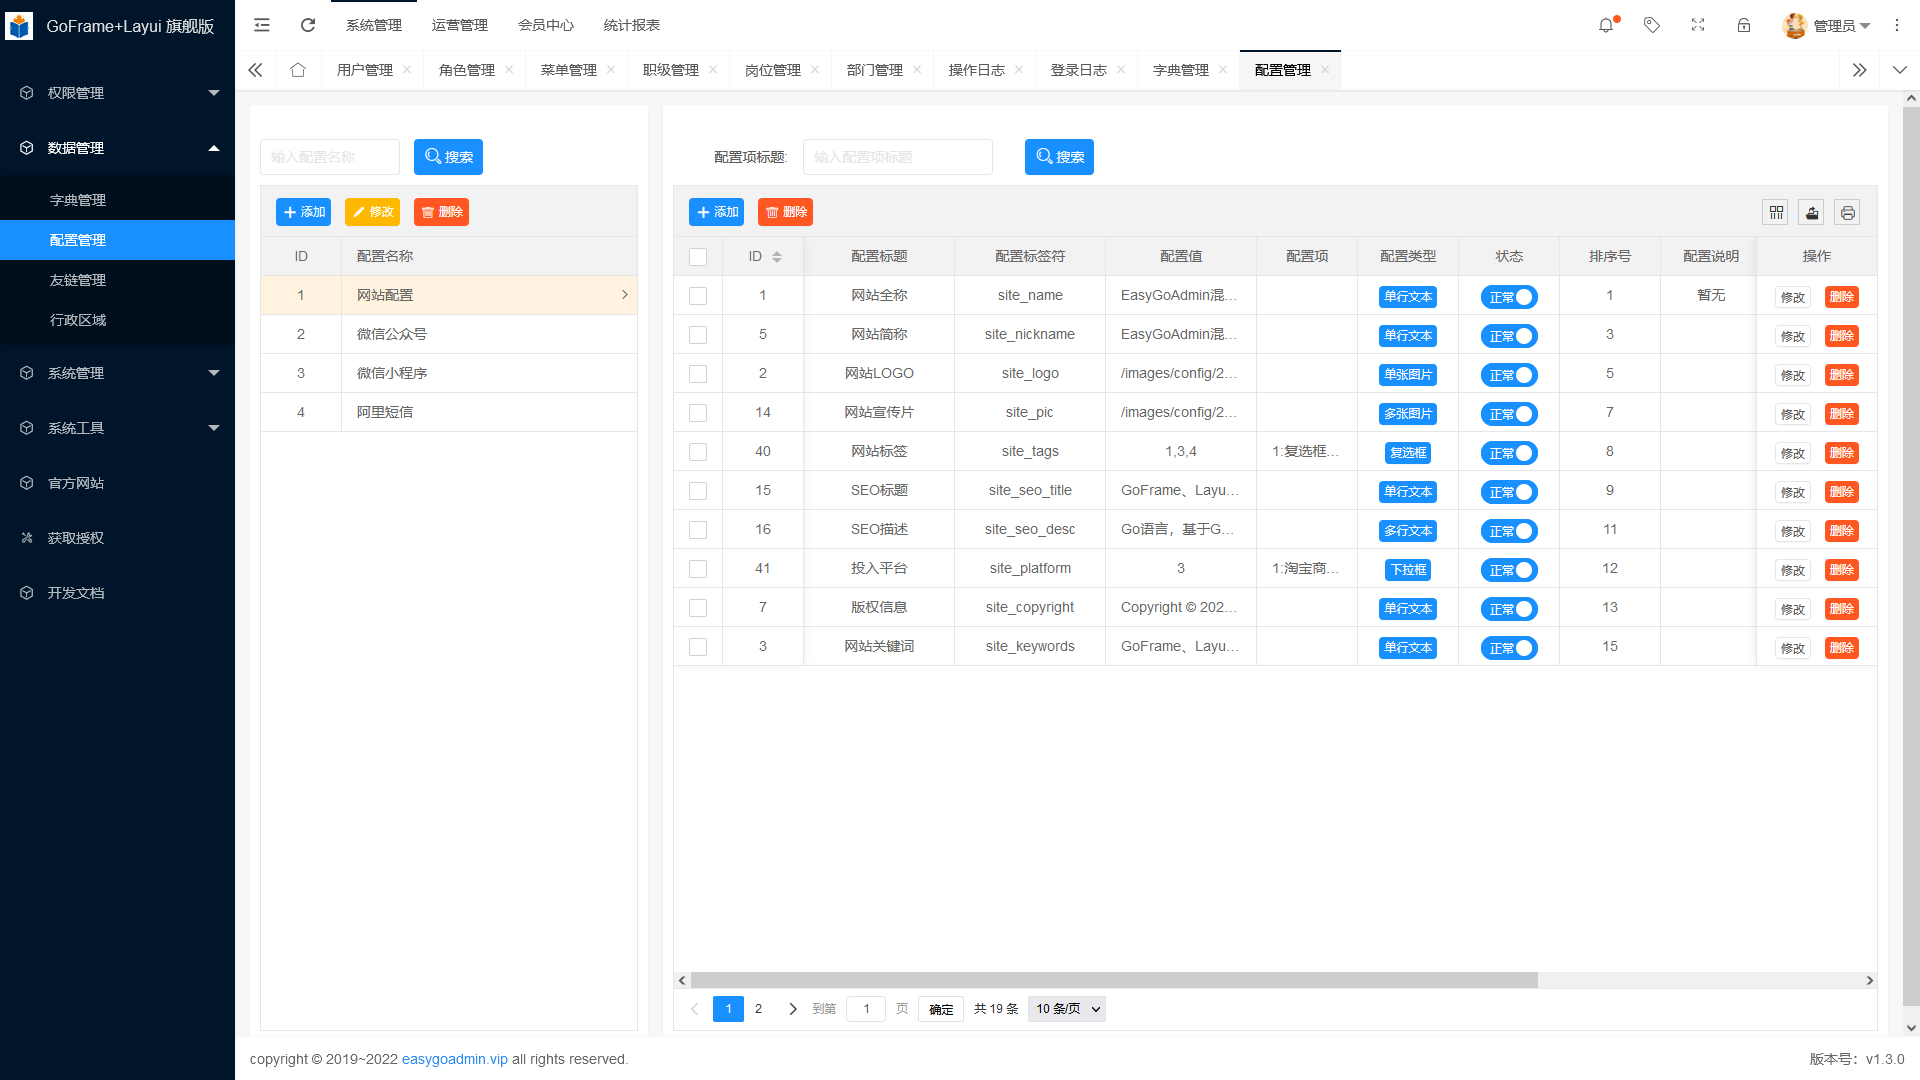 GoFrame+Layui 旗舰版
系统管理 运营管理 会员中心 统计报表
管理员
用户管理 角色管理 菜单管理 职级管理 岗位管理 部门管理 操作日志 登录日志 字典管理 配置管理
权限管理
数据管理
字典管理
配置管理
友链管理
行政区域
系统管理
系统工具
官方网站
获取授权
开发文档
输入配置名称 搜索
添加 修改 删除
ID 配置名称
1 网站配置
2 微信公众号
3 微信小程序
4 阿里短信
配置项标题: 输入配置项标题 搜索
添加 删除
ID 配置标题 配置标签符 配置值 配置项 配置类型 状态 排序号 配置说明 操作
1 网站全称 site_name EasyGoAdmin混... 单行文本 正常 1 暂无 修改 删除
5 网站简称 site_nickname EasyGoAdmin混... 单行文本 正常 3 修改 删除
2 网站LOGO site_logo /images/config/2... 单张图片 正常 5 修改 删除
14 网站宣传片 site_pic /images/config/2... 多张图片 正常 7 修改 删除
40 网站标签 site_tags 1,3,4 1:复选框... 复选框 正常 8 修改 删除
15 SEO标题 site_seo_title GoFrame、Layu... 单行文本 正常 9 修改 删除
16 SEO描述 site_seo_desc Go语言，基于G... 多行文本 正常 11 修改 删除
41 投入平台 site_platform 3 1:淘宝商... 下拉框 正常 12 修改 删除
7 版权信息 site_copyright Copyright © 202... 单行文本 正常 13 修改 删除
3 网站关键词 site_keywords GoFrame、Layu... 单行文本 正常 15 修改 删除
1 2 到第 1 页 确定 共 19 条 10 条/页
copyright © 2019~2022 easygoadmin.vip all rights reserved. 版本号：v1.3.0